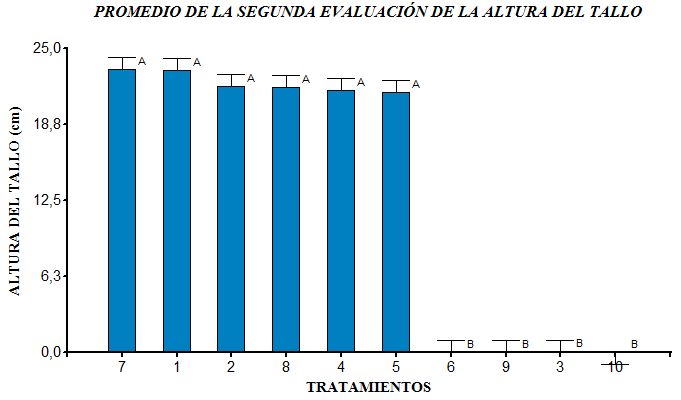 PROMEDIO DE LA SEGUNDA EVALUACIÓN DE LA ALTURA DEL TALLO
25,0
18,8
12,5
6,3
0,0
ALTURA DEL TALLO (cm)
A A A A A A B B B B
7 1 2 8 4 5 6 9 3 10
TRATAMIENTOS